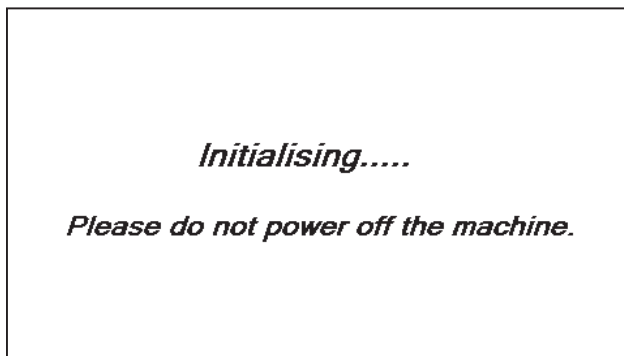 Initialising.....
Please do not power off the machine.